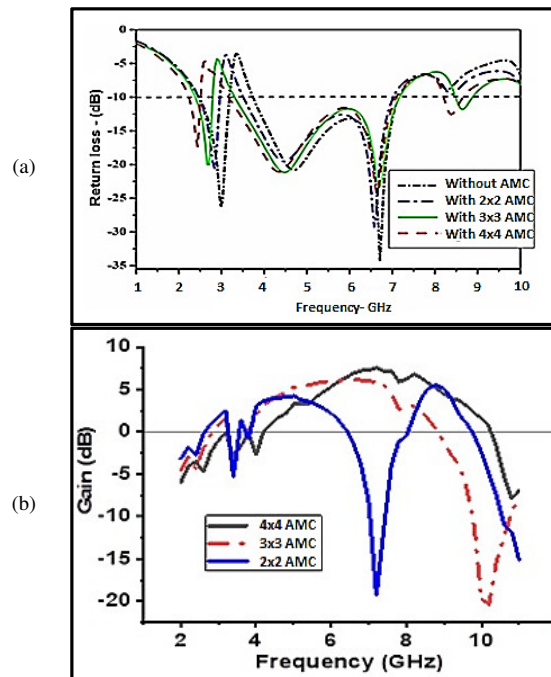 (a)
0
-5
-10
-15
-20
-25
-30
-35
Return loss - (dB)
Without AMC
With 2x2 AMC
With 3x3 AMC
With 4x4 AMC
1 2 3 4 5 6 7 8 9 10
Frequency- GHz
(b)
10
5
0
-5
-10
-15
-20
Gain (dB)
4x4 AMC
3x3 AMC
2x2 AMC
2 4 6 8 10
Frequency (GHz)